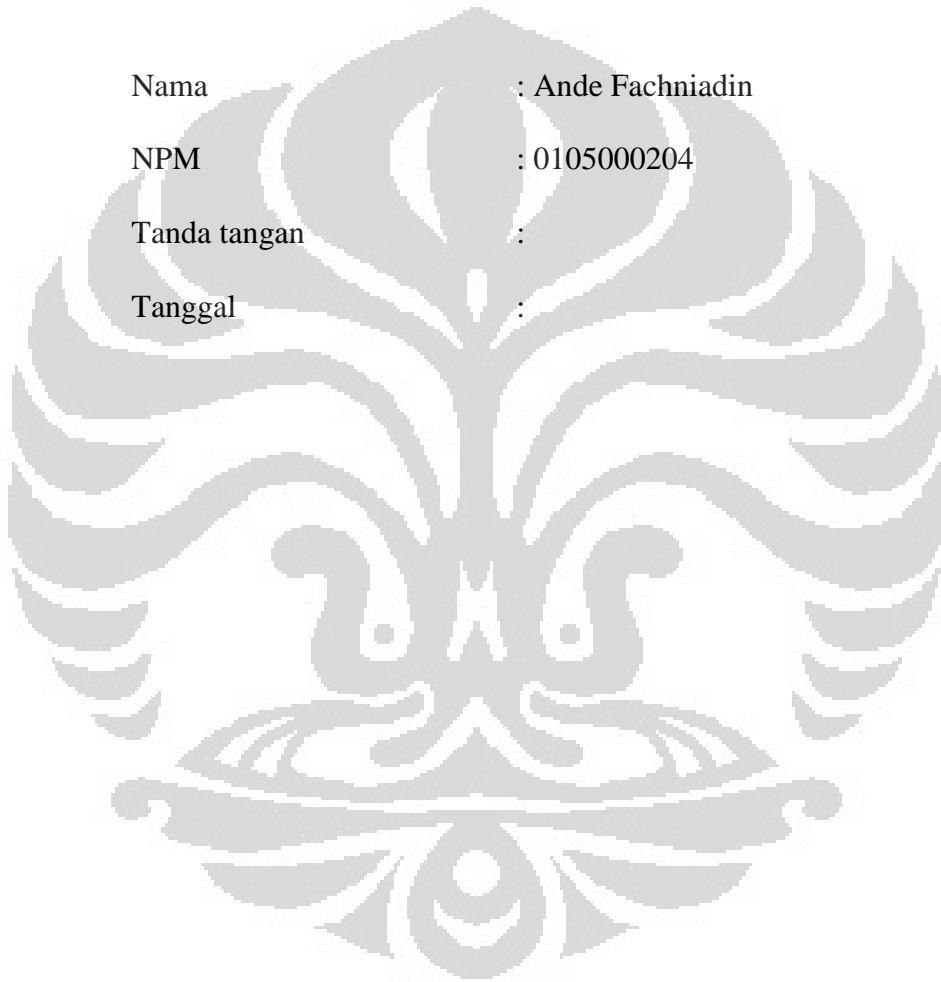 Nama : Ande Fachniadin
NPM : 0105000204
Tanda tangan :
Tanggal :